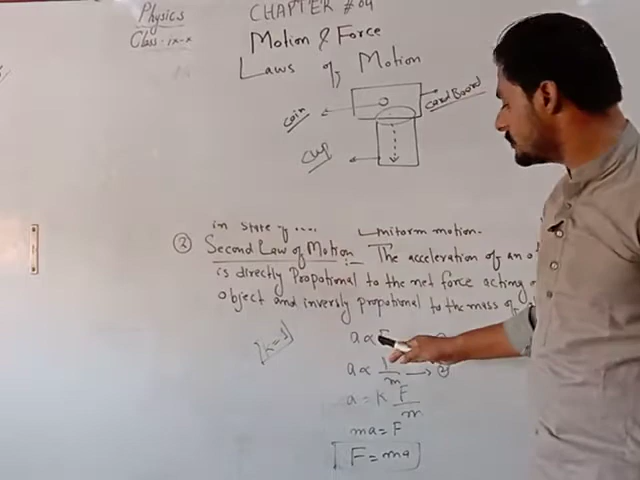 Physics
Class-ix-x
CHAPTER #04
Motion & Force
Laws of Motion
coin
Card Board
cup
in state of ....
Uniform motion.
② Second Law of Motion :- The acceleration of an
is directly Propotional to the net force acting
object and inversly propotional to the mass of
[K=1]
a ∝ F
a ∝ 1/m → ②
a = K F/m
ma = F
F = ma